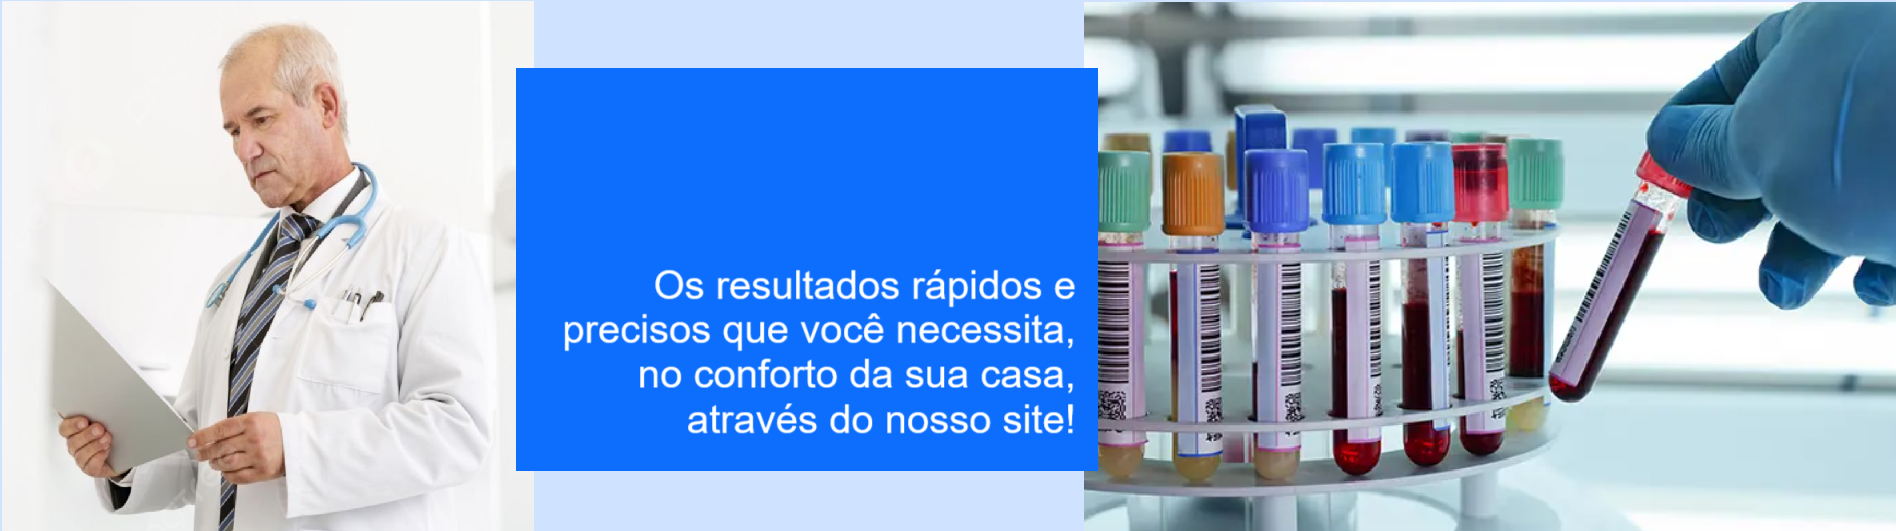 Os resultados rápidos e
precisos que você necessita,
no conforto da sua casa,
através do nosso site!